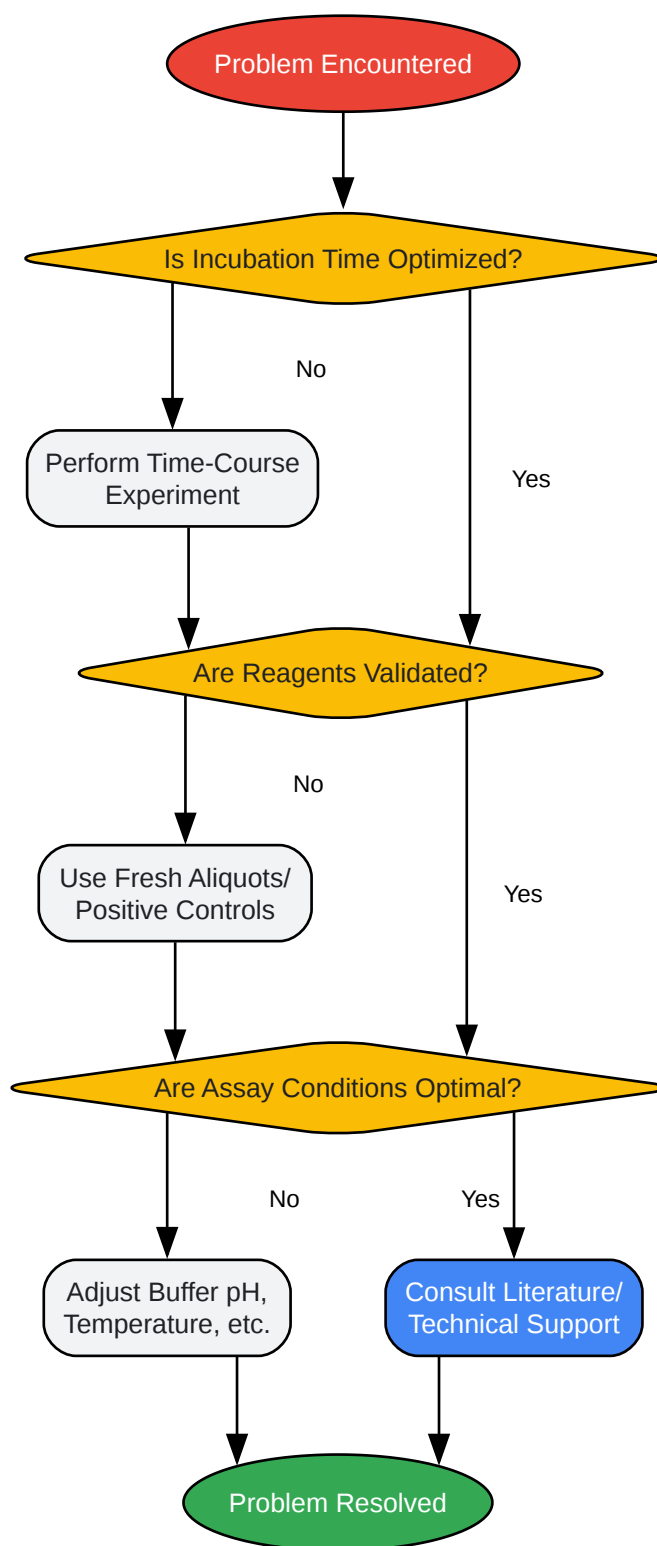 Problem Encountered
Is Incubation Time Optimized?
No
Perform Time-Course
Experiment
Yes
Are Reagents Validated?
No
Use Fresh Aliquots/
Positive Controls
Yes
Are Assay Conditions Optimal?
No
Yes
Adjust Buffer pH,
Temperature, etc.
Consult Literature/
Technical Support
Problem Resolved